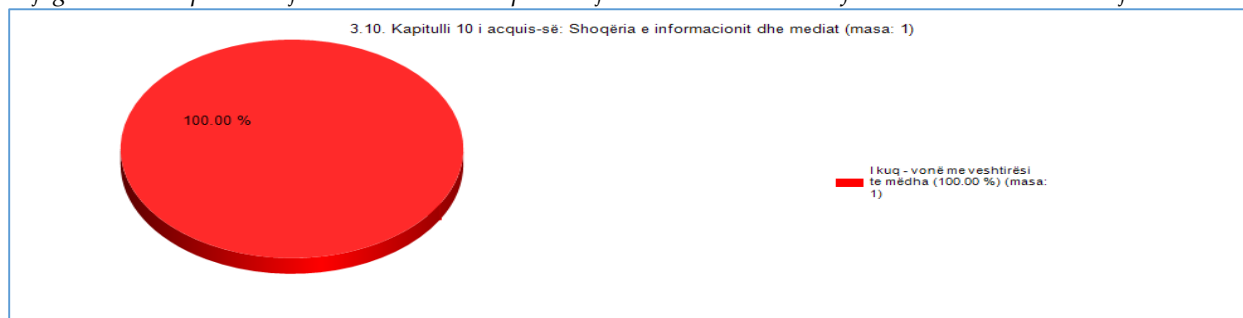 3.10. Kapitulli 10 i acquis-së: Shoqëria e informacionit dhe mediat (masa: 1)
100.00 %
I kuq - vonë me veshtirësi
te mëdha (100.00 %) (masa:
1)